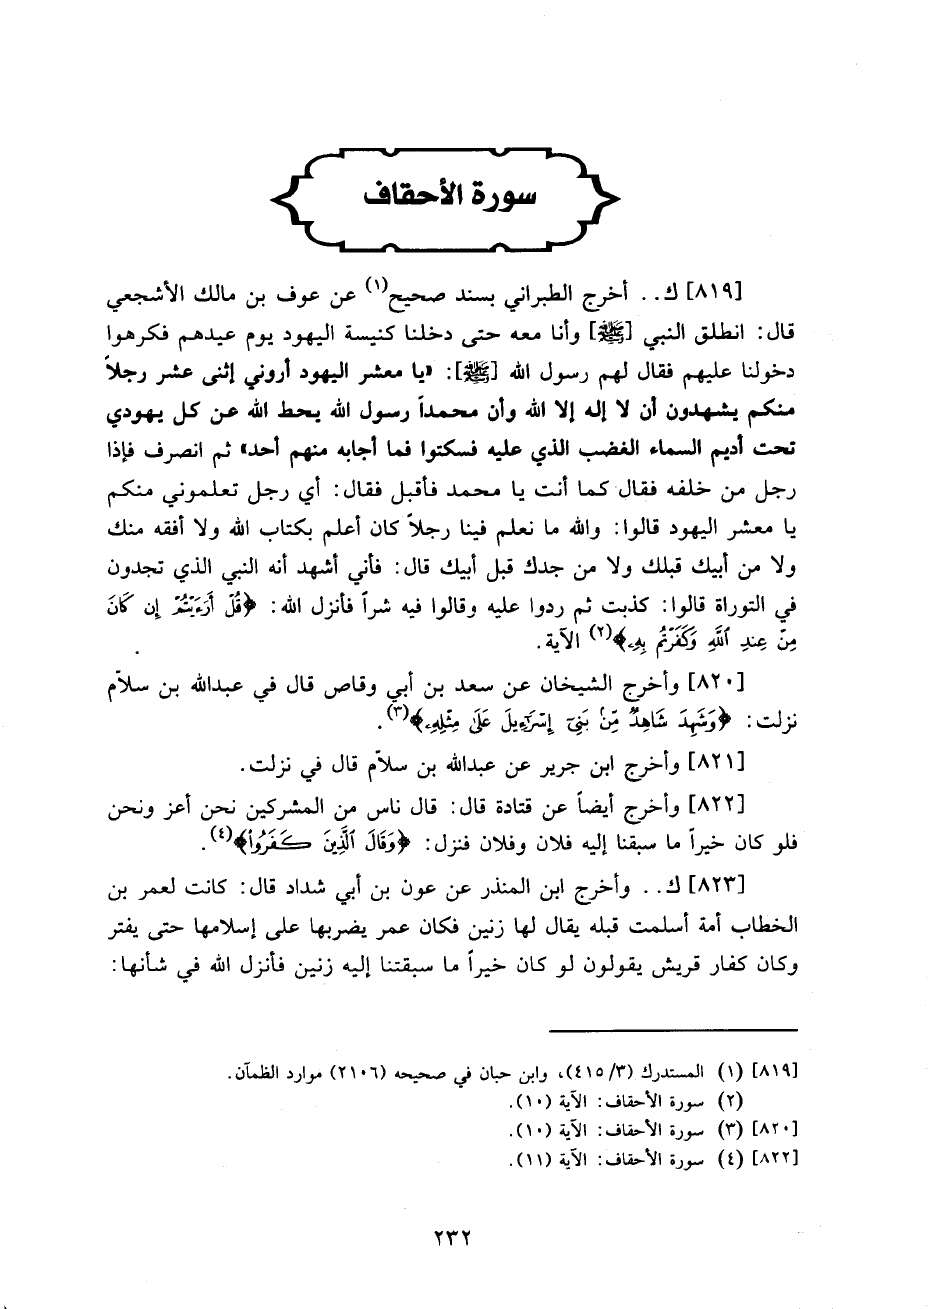 سورة الأحقاف
[٨١٩] ك.. أخرج الطبراني بسند صحيح(١) عن عوف بن مالك الأشجعي
قال: انطلق النبي [ﷺ] وأنا معه حتى دخلنا كنيسة اليهود يوم عيدهم فكرهوا
دخولنا عليهم فقال لهم رسول الله [ﷺ]: «يا معشر اليهود أروني إثنى عشر رجلاً
منكم يشهدون أن لا إله إلا الله وأن محمداً رسول الله يحط الله عن كل يهودي
تحت أديم السماء الغضب الذي عليه فسكتوا فما أجابه منهم أحد» ثم انصرف فإذا
رجل من خلفه فقال كما أنت يا محمد فأقبل فقال: أي رجل تعلموني منكم
يا معشر اليهود قالوا: والله ما نعلم فينا رجلاً كان أعلم بكتاب الله ولا أفقه منك
ولا من أبيك قبلك ولا من جدك قبل أبيك قال: فأني أشهد أنه النبي الذي تجدون
في التوراة قالوا: كذبت ثم ردوا عليه وقالوا فيه شراً فأنزل الله: ﴿قُلْ أَرَءَيْتُمْ إِن كَانَ
مِنْ عِندِ ٱللَّهِ وَكَفَرْتُم بِهِۦ﴾(٢) الآية.
[٨٢٠] وأخرج الشيخان عن سعد بن أبي وقاص قال في عبدالله بن سلاّم
نزلت: ﴿وَشَهِدَ شَاهِدٌ مِّنۢ بَنِىٓ إِسْرَٰٓءِيلَ عَلَىٰ مِثْلِهِۦ﴾(٣).
[٨٢١] وأخرج ابن جرير عن عبدالله بن سلاّم قال في نزلت.
[٨٢٢] وأخرج أيضاً عن قتادة قال: قال ناس من المشركين نحن أعز ونحن
فلو كان خيراً ما سبقنا إليه فلان وفلان فنزل: ﴿وَقَالَ ٱلَّذِينَ كَفَرُوا۟﴾(٤).
[٨٢٣] ك.. وأخرج ابن المنذر عن عون بن أبي شداد قال: كانت لعمر بن
الخطاب أمة أسلمت قبله يقال لها زنين فكان عمر يضربها على إسلامها حتى يفتر
وكان كفار قريش يقولون لو كان خيراً ما سبقتنا إليه زنين فأنزل الله في شأنها:
[٨١٩] (١) المستدرك (٤١٥/٣)، وابن حبان في صحيحه (٢١٠٦) موارد الظمآن.
(٢) سورة الأحقاف: الآية (١٠).
[٨٢٠] (٣) سورة الأحقاف: الآية (١٠).
[٨٢٢] (٤) سورة الأحقاف: الآية (١١).
٢٣٢